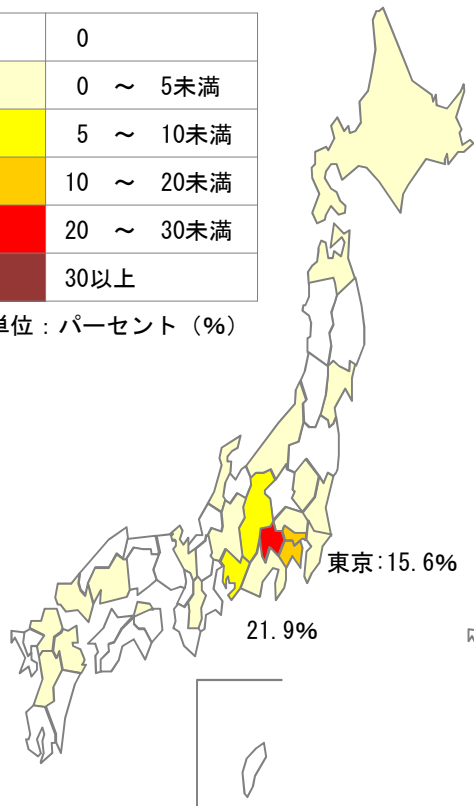 0
0 ～ 5未満
5 ～ 10未満
10 ～ 20未満
20 ～ 30未満
30以上
単位：パーセント（%）
東京：15.6%
21.9%